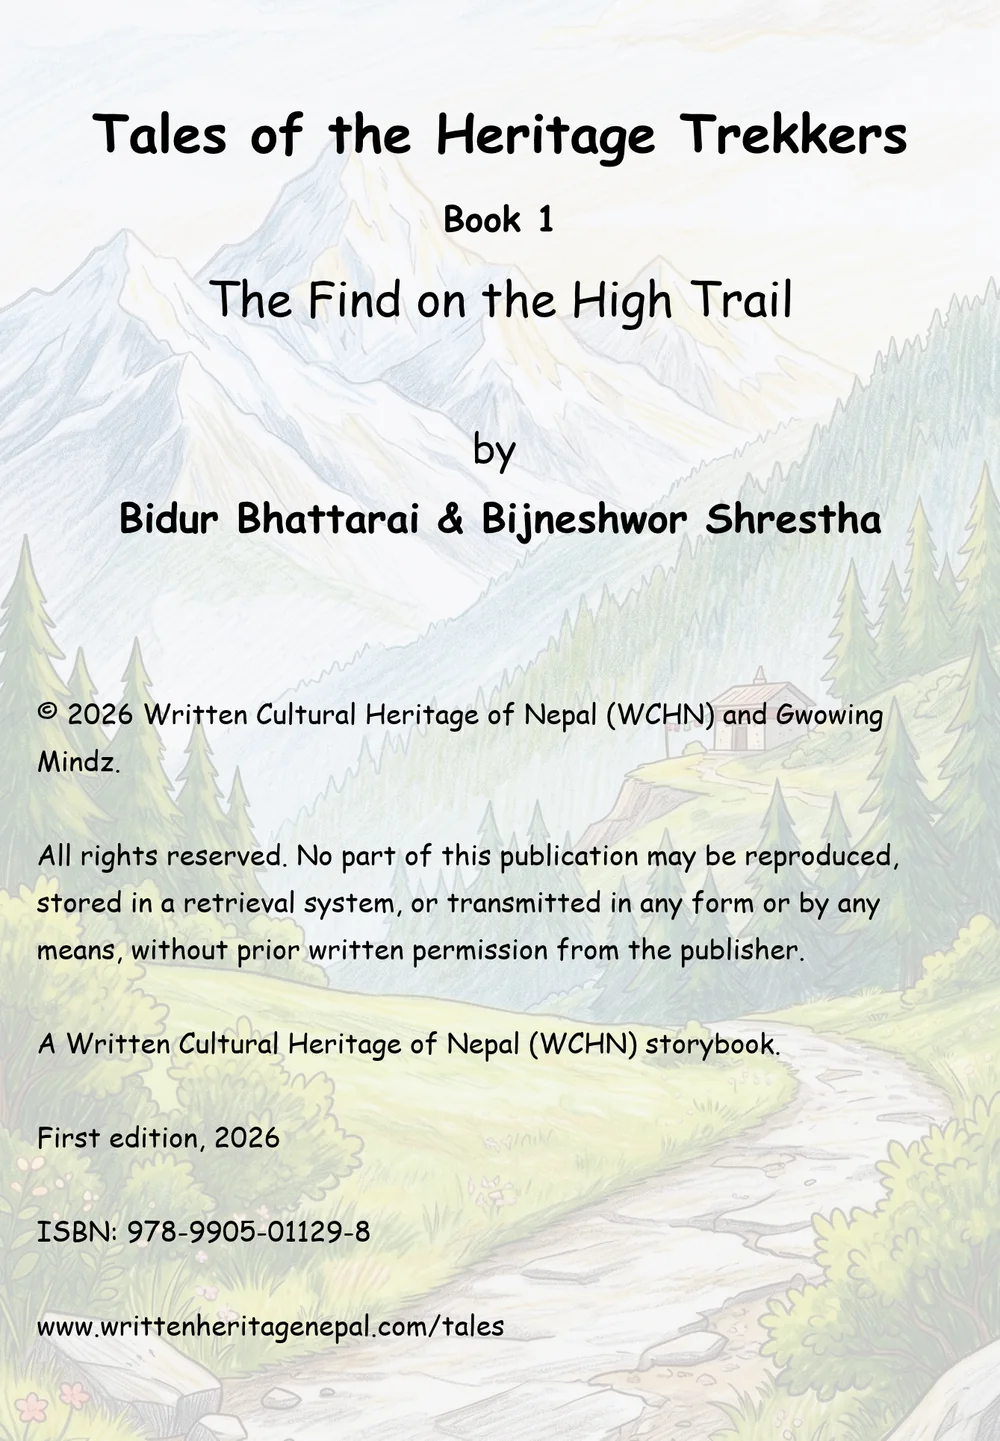 Tales of the Heritage Trekkers
Book 1
The Find on the High Trail
by
Bidur Bhattarai & Bijneshwor Shrestha
© 2026 Written Cultural Heritage of Nepal (WCHN) and Gwowing
Mindz.
All rights reserved. No part of this publication may be reproduced,
stored in a retrieval system, or transmitted in any form or by any
means, without prior written permission from the publisher.
A Written Cultural Heritage of Nepal (WCHN) storybook.
First edition, 2026
ISBN: 978-9905-01129-8
www.writtenheritagenepal.com/tales